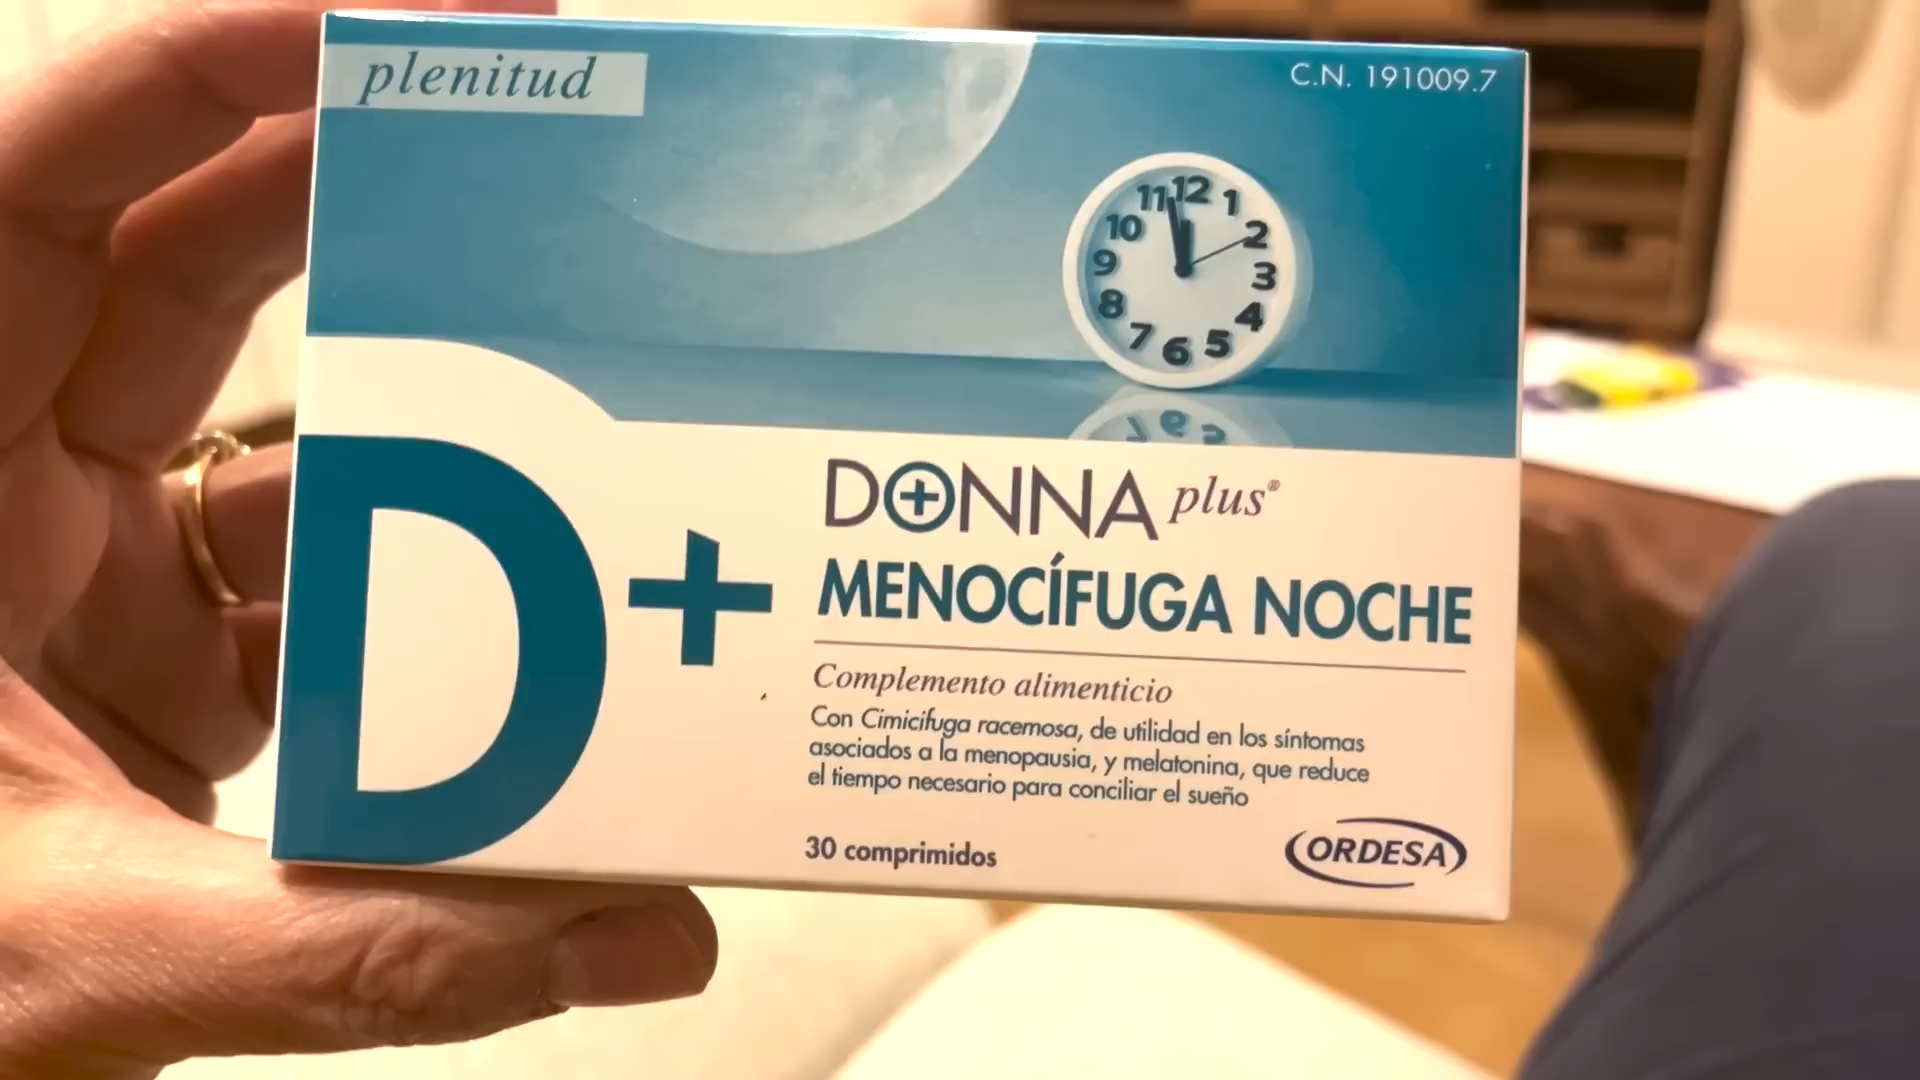 plenitud
C.N. 191009.7
11 12 1
10 2
9 3
8 4
7 6 5
D+
DONNA plus®
MENOCÍFUGA NOCHE
Complemento alimenticio
Con Cimicifuga racemosa, de utilidad en los síntomas
asociados a la menopausia, y melatonina, que reduce
el tiempo necesario para conciliar el sueño
30 comprimidos
ORDESA